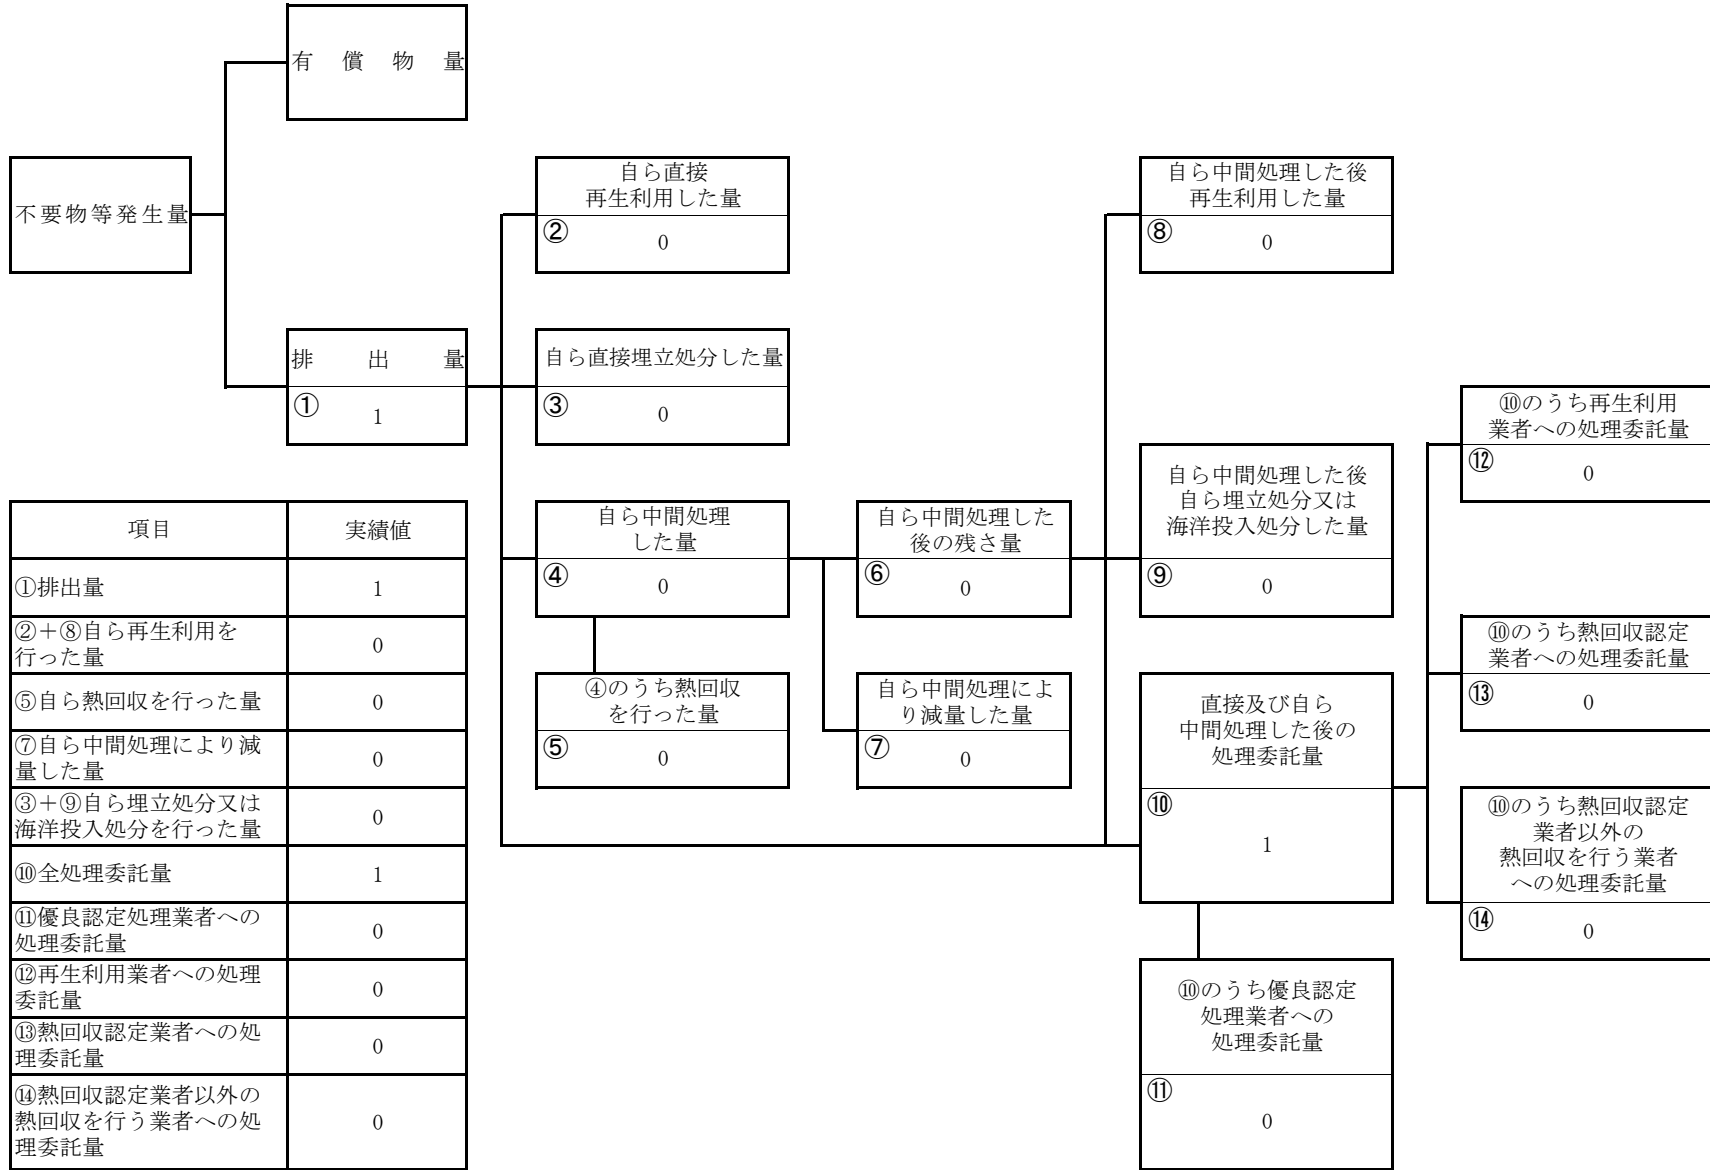 有償物量
不要物等発生量
排出量
① 1
自ら直接
再生利用した量
② 0
自ら直接埋立処分した量
③ 0
自ら中間処理
した量
④ 0
④のうち熱回収
を行った量
⑤ 0
自ら中間処理した
後の残さ量
⑥ 0
自ら中間処理によ
り減量した量
⑦ 0
自ら中間処理した後
再生利用した量
⑧ 0
自ら中間処理した後
自ら埋立処分又は
海洋投入処分した量
⑨ 0
直接及び自ら
中間処理した後の
処理委託量
⑩
1
⑩のうち優良認定
処理業者への
処理委託量
⑪
0
⑩のうち再生利用
業者への処理委託量
⑫ 0
⑩のうち熱回収認定
業者への処理委託量
⑬ 0
⑩のうち熱回収認定
業者以外の
熱回収を行う業者
への処理委託量
⑭ 0
項目 実績値
①排出量 1
②+⑧自ら再生利用を
行った量 0
⑤自ら熱回収を行った量 0
⑦自ら中間処理により減
量した量 0
③+⑨自ら埋立処分又は
海洋投入処分を行った量 0
⑩全処理委託量 1
⑪優良認定処理業者への
処理委託量 0
⑫再生利用業者への処理
委託量 0
⑬熱回収認定業者への処
理委託量 0
⑭熱回収認定業者以外の
熱回収を行う業者への処 0
理委託量